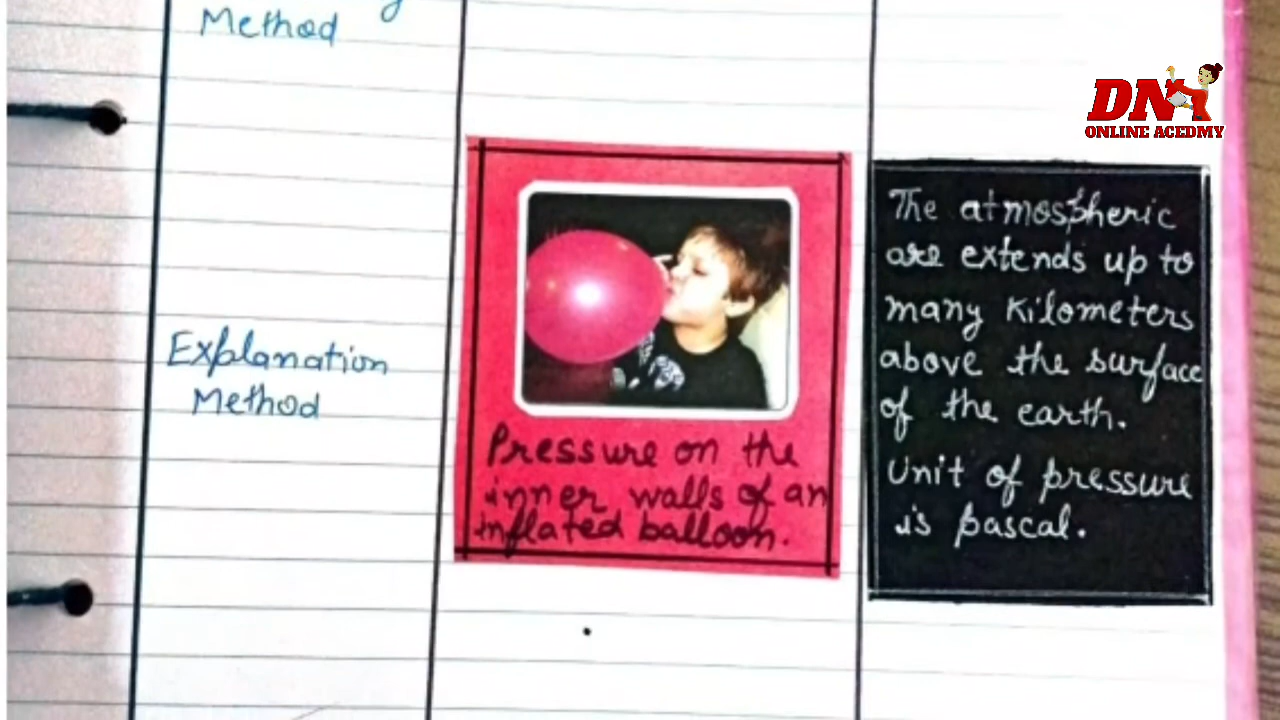 Method
DNA
ONLINE ACEDMY
Explanation
Method
Pressure on the
inner walls of an
inflated balloon.
The atmospheric
are extends up to
many Kilometers
above the surface
of the earth.
Unit of pressure
is pascal.